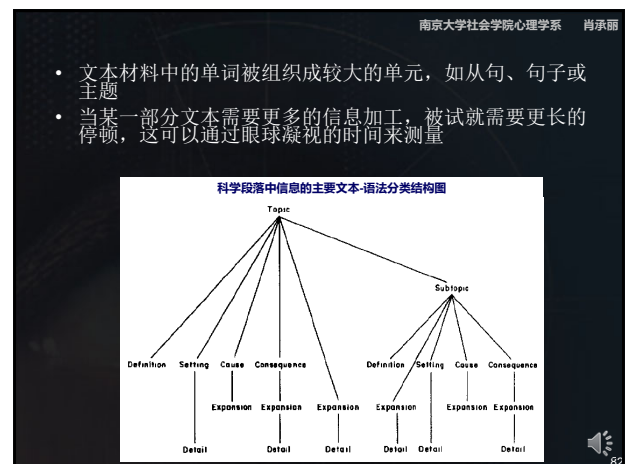 南京大学社会学院心理学系 肖承丽
• 文本材料中的单词被组织成较大的单元，如从句、句子或
主题
• 当某一部分文本需要更多的信息加工，被试就需要更长的
停顿，这可以通过眼球凝视的时间来测量
科学段落中信息的主要文本-语法分类结构图
Topic
Subtopic
Definition Setting Cause Consequence Definition Setting Cause Consequence
Expansion Expansion Expansion Expansion Expansion Expansion
Detail Detail Detail Detail Detail Detail
82